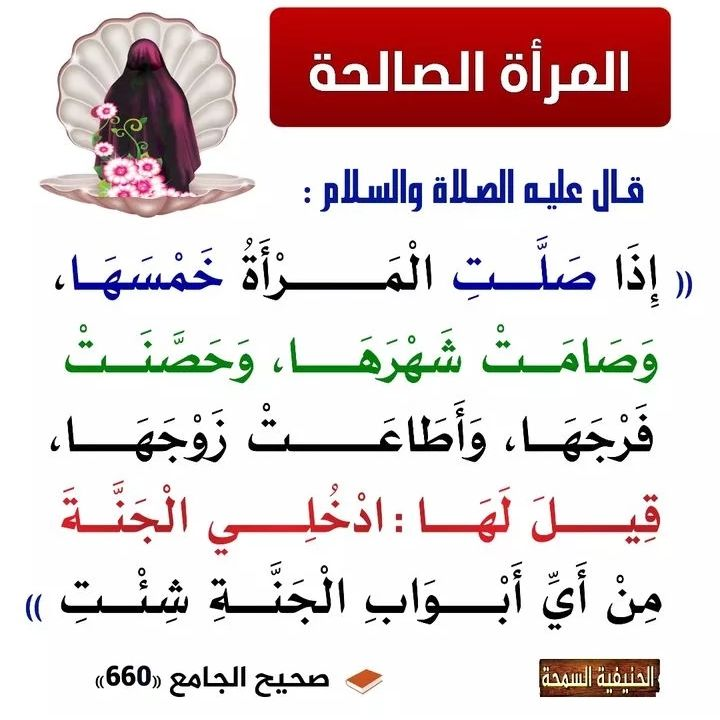 المرأة الصالحة
قال عليه الصلاة والسلام :
(( إِذَا صَلَّتِ الْمَرْأَةُ خَمْسَهَا،
وَصَامَتْ شَهْرَهَا، وَحَصَّنَتْ
فَرْجَهَا، وَأَطَاعَتْ زَوْجَهَا،
قِيلَ لَهَا : ادْخُلِي الْجَنَّةَ
مِنْ أَيِّ أَبْوَابِ الْجَنَّةِ شِئْتِ ))
صحيح الجامع «660»
الحنيفية السمحة